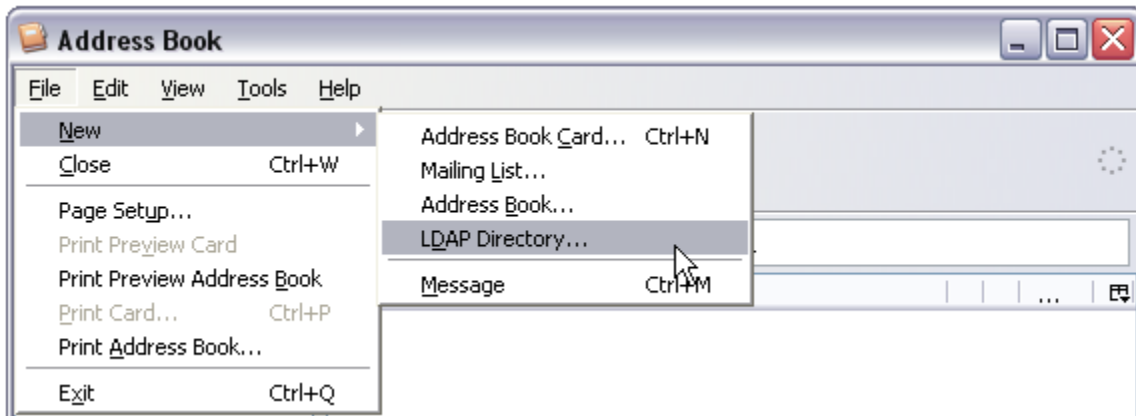 Address Book
File Edit View Tools Help
New
Close Ctrl+W
Page Setup...
Print Preview Card
Print Preview Address Book
Print Card... Ctrl+P
Print Address Book...
Exit Ctrl+Q
Address Book Card... Ctrl+N
Mailing List...
Address Book...
LDAP Directory...
Message Ctrl+M
...